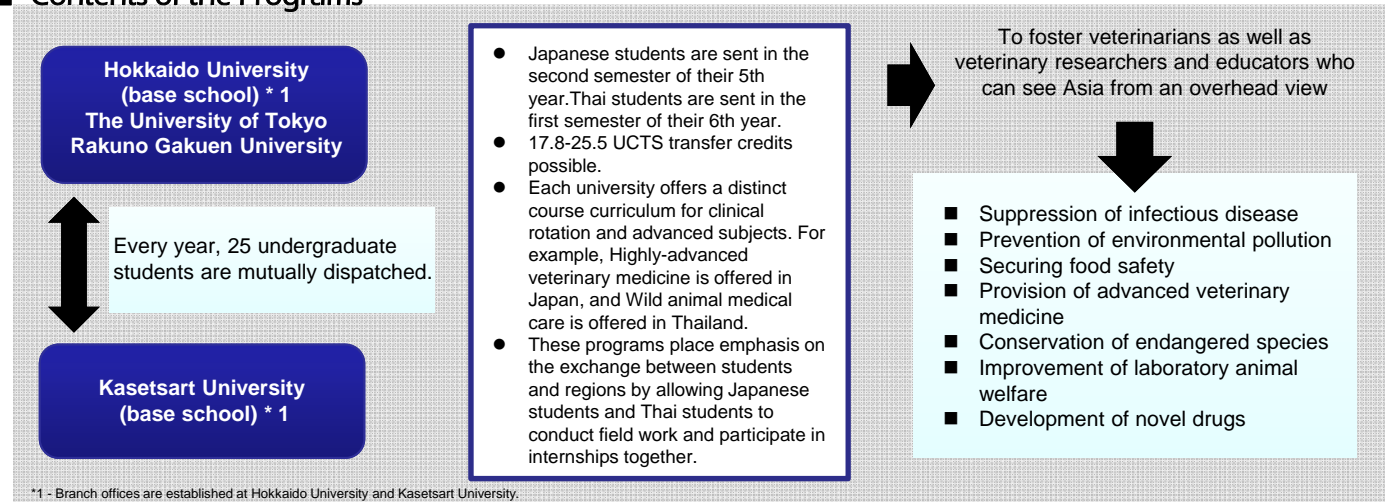 ■ Contents of the Programs
Hokkaido University
(base school) * 1
The University of Tokyo
Rakuno Gakuen University
Every year, 25 undergraduate
students are mutually dispatched.
Kasetsart University
(base school) * 1
● Japanese students are sent in the
second semester of their 5th
year.Thai students are sent in the
first semester of their 6th year.
● 17.8-25.5 UCTS transfer credits
possible.
● Each university offers a distinct
course curriculum for clinical
rotation and advanced subjects. For
example, Highly-advanced
veterinary medicine is offered in
Japan, and Wild animal medical
care is offered in Thailand.
● These programs place emphasis on
the exchange between students
and regions by allowing Japanese
students and Thai students to
conduct field work and participate in
internships together.
To foster veterinarians as well as
veterinary researchers and educators who
can see Asia from an overhead view
■ Suppression of infectious disease
■ Prevention of environmental pollution
■ Securing food safety
■ Provision of advanced veterinary
medicine
■ Conservation of endangered species
■ Improvement of laboratory animal
welfare
■ Development of novel drugs
*1 - Branch offices are established at Hokkaido University and Kasetsart University.